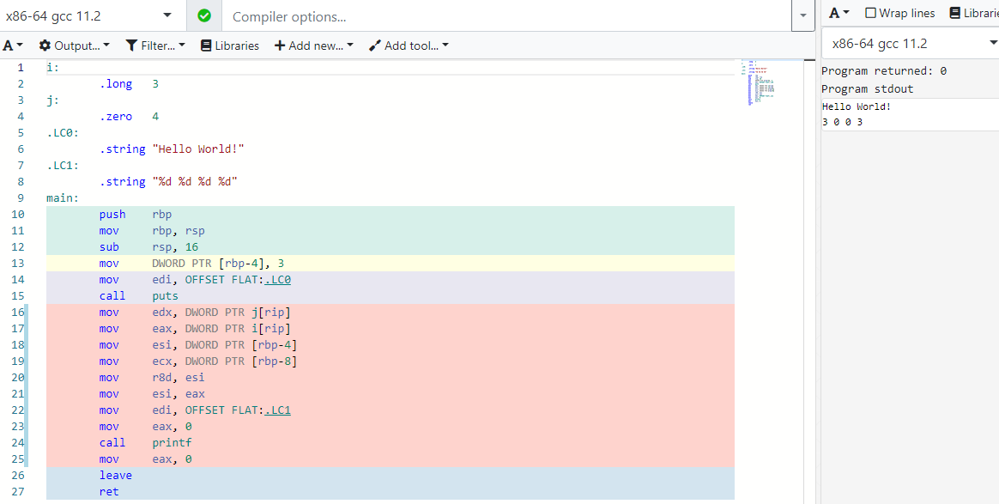 x86-64 gcc 11.2 Compiler options...
A Output... Filter... Libraries + Add new... Add tool...
1 i:
2 .long 3
3 j:
4 .zero 4
5 .LC0:
6 .string "Hello World!"
7 .LC1:
8 .string "%d %d %d %d"
9 main:
10 push rbp
11 mov rbp, rsp
12 sub rsp, 16
13 mov DWORD PTR [rbp-4], 3
14 mov edi, OFFSET FLAT:.LC0
15 call puts
16 mov edx, DWORD PTR j[rip]
17 mov eax, DWORD PTR i[rip]
18 mov esi, DWORD PTR [rbp-4]
19 mov ecx, DWORD PTR [rbp-8]
20 mov r8d, esi
21 mov esi, eax
22 mov edi, OFFSET FLAT:.LC1
23 mov eax, 0
24 call printf
25 mov eax, 0
26 leave
27 ret
A Wrap lines Librarie
x86-64 gcc 11.2
Program returned: 0
Program stdout
Hello World!
3 0 0 3